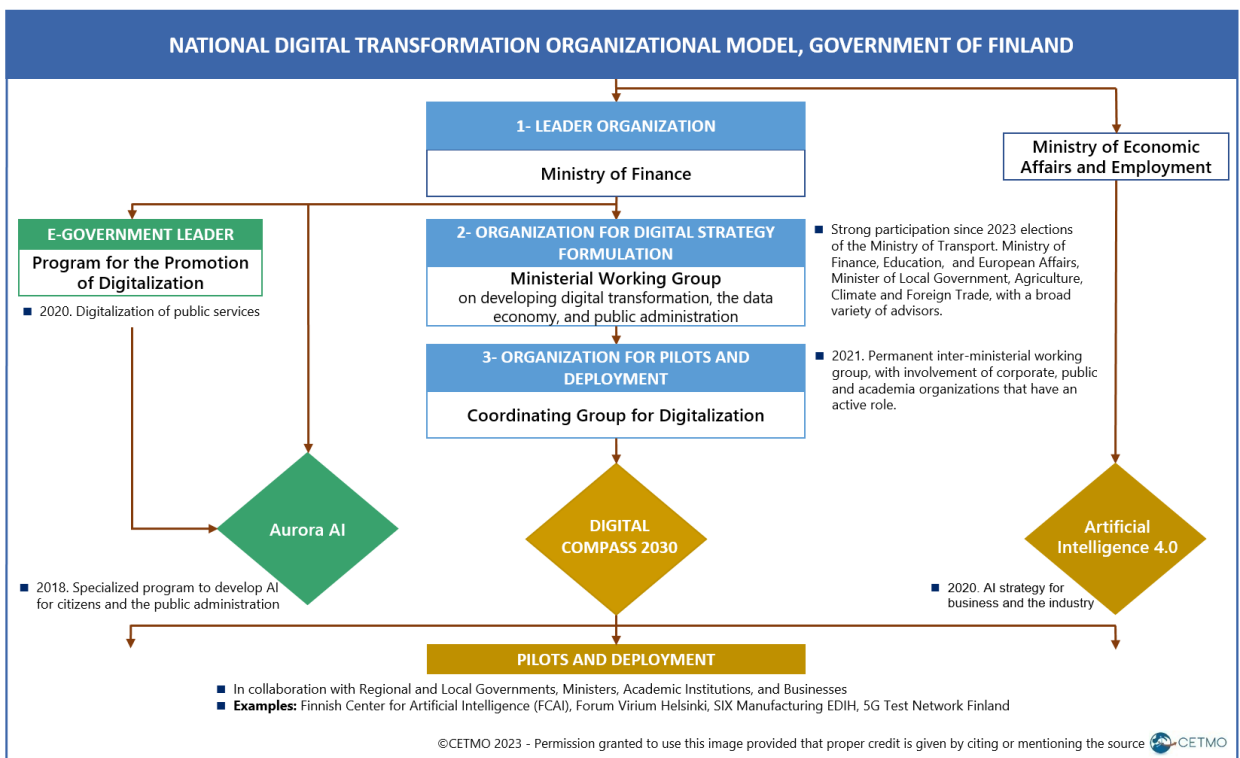 NATIONAL DIGITAL TRANSFORMATION ORGANIZATIONAL MODEL, GOVERNMENT OF FINLAND
1- LEADER ORGANIZATION
Ministry of Finance
Ministry of Economic
Affairs and Employment
E-GOVERNMENT LEADER
Program for the Promotion
of Digitalization
■ 2020. Digitalization of public services
2- ORGANIZATION FOR DIGITAL STRATEGY
FORMULATION
Ministerial Working Group
on developing digital transformation, the data
economy, and public administration
■ Strong participation since 2023 elections
of the Ministry of Transport. Ministry of
Finance, Education, and European Affairs,
Minister of Local Government, Agriculture,
Climate and Foreign Trade, with a broad
variety of advisors.
3- ORGANIZATION FOR PILOTS AND
DEPLOYMENT
Coordinating Group for Digitalization
■ 2021. Permanent inter-ministerial working
group, with involvement of corporate, public
and academia organizations that have an
active role.
Aurora AI
■ 2018. Specialized program to develop AI
for citizens and the public administration
DIGITAL
COMPASS 2030
Artificial
Intelligence 4.0
■ 2020. AI strategy for
business and the industry
PILOTS AND DEPLOYMENT
■ In collaboration with Regional and Local Governments, Ministers, Academic Institutions, and Businesses
■ Examples: Finnish Center for Artificial Intelligence (FCAI), Forum Virium Helsinki, SIX Manufacturing EDIH, 5G Test Network Finland
©CETMO 2023 - Permission granted to use this image provided that proper credit is given by citing or mentioning the source
CETMO